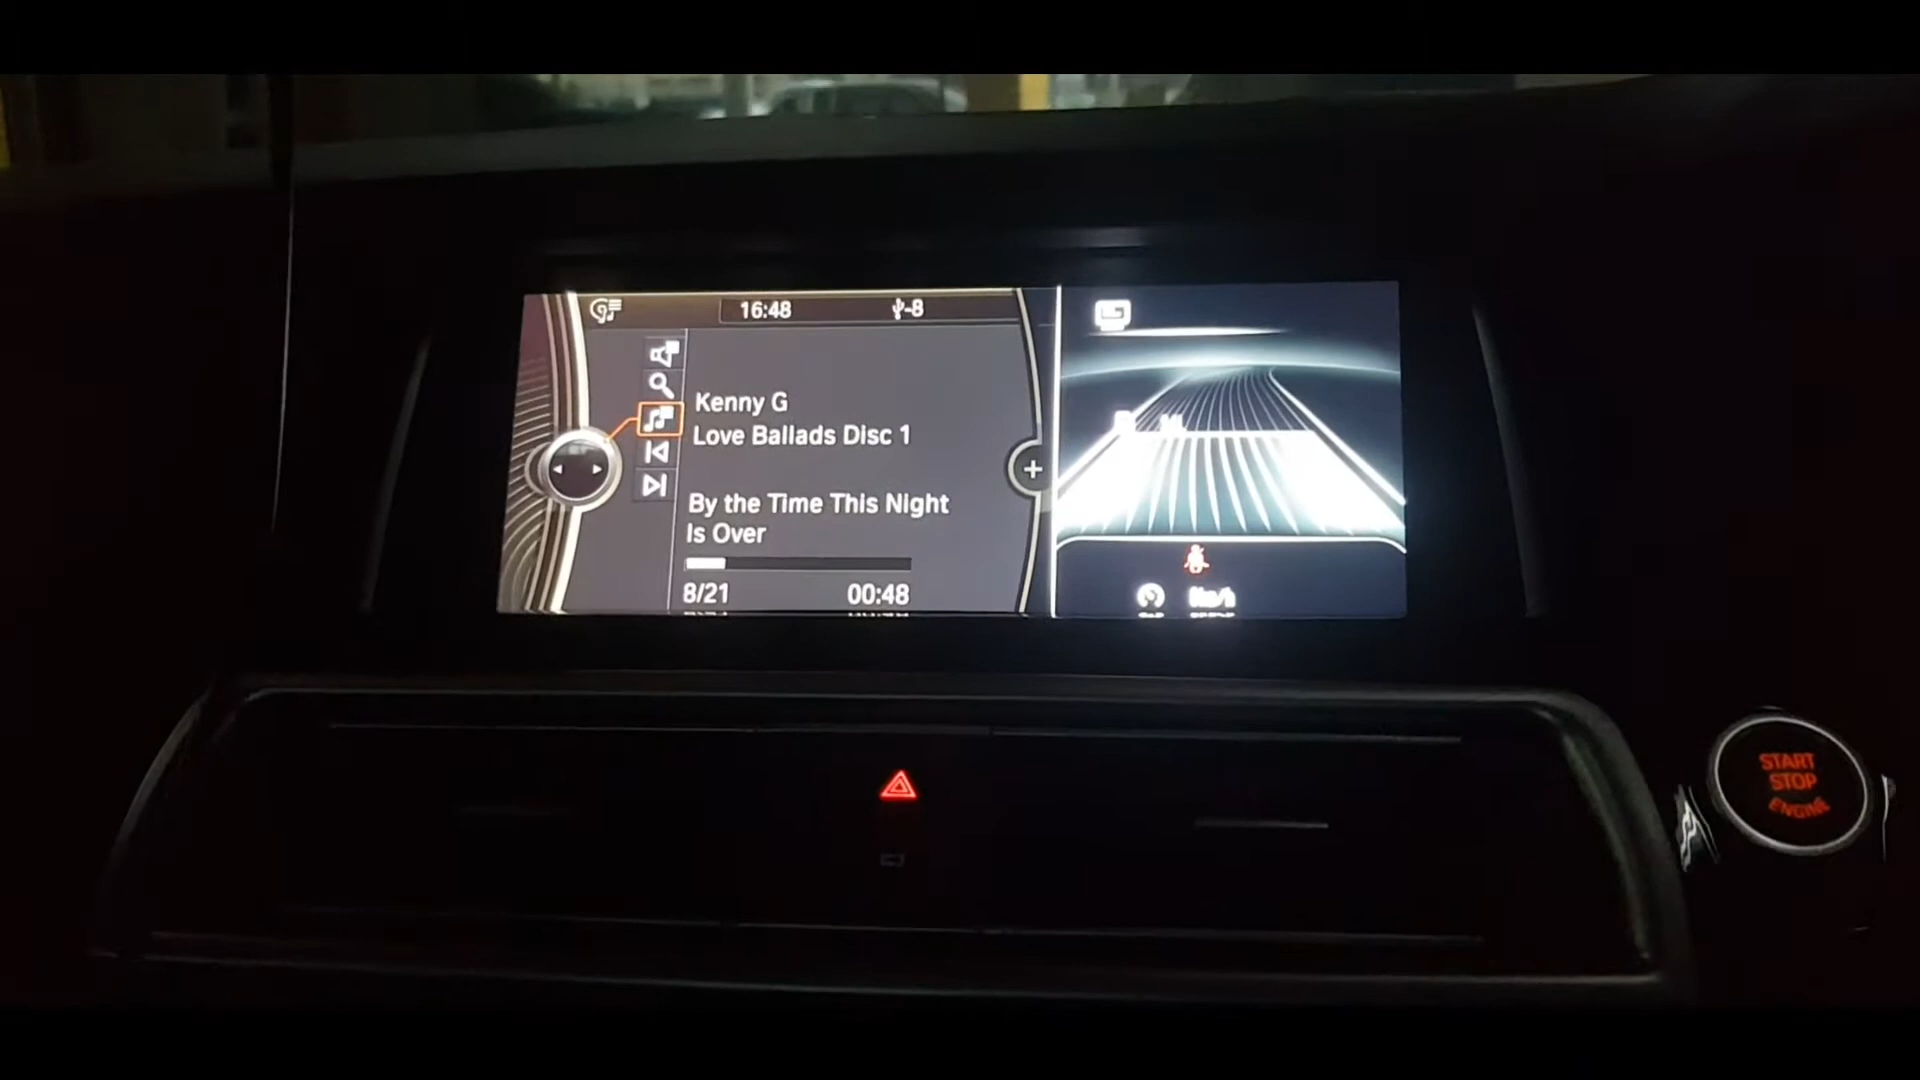 16:48
-8
Kenny G
Love Ballads Disc 1
By the Time This Night
Is Over
8/21
00:48
START
STOP
ENGINE